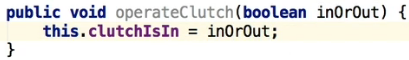 public void operateClutch(boolean inOrOut) {
    this.clutchIsIn = inOrOut;
}